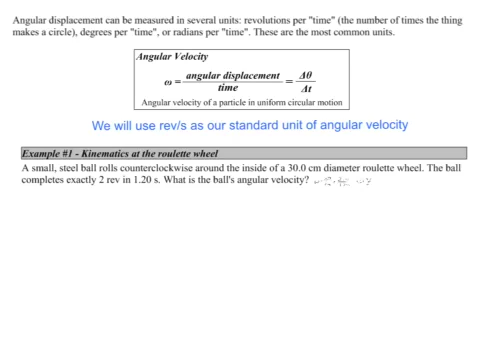 Angular displacement can be measured in several units: revolutions per "time" (the number of times the thing
makes a circle), degrees per "time", or radians per "time". These are the most common units.
Angular Velocity
ω = angular displacement / time = Δθ / Δt
Angular velocity of a particle in uniform circular motion
We will use rev/s as our standard unit of angular velocity
Example #1 - Kinematics at the roulette wheel
A small, steel ball rolls counterclockwise around the inside of a 30.0 cm diameter roulette wheel. The ball
completes exactly 2 rev in 1.20 s. What is the ball's angular velocity?